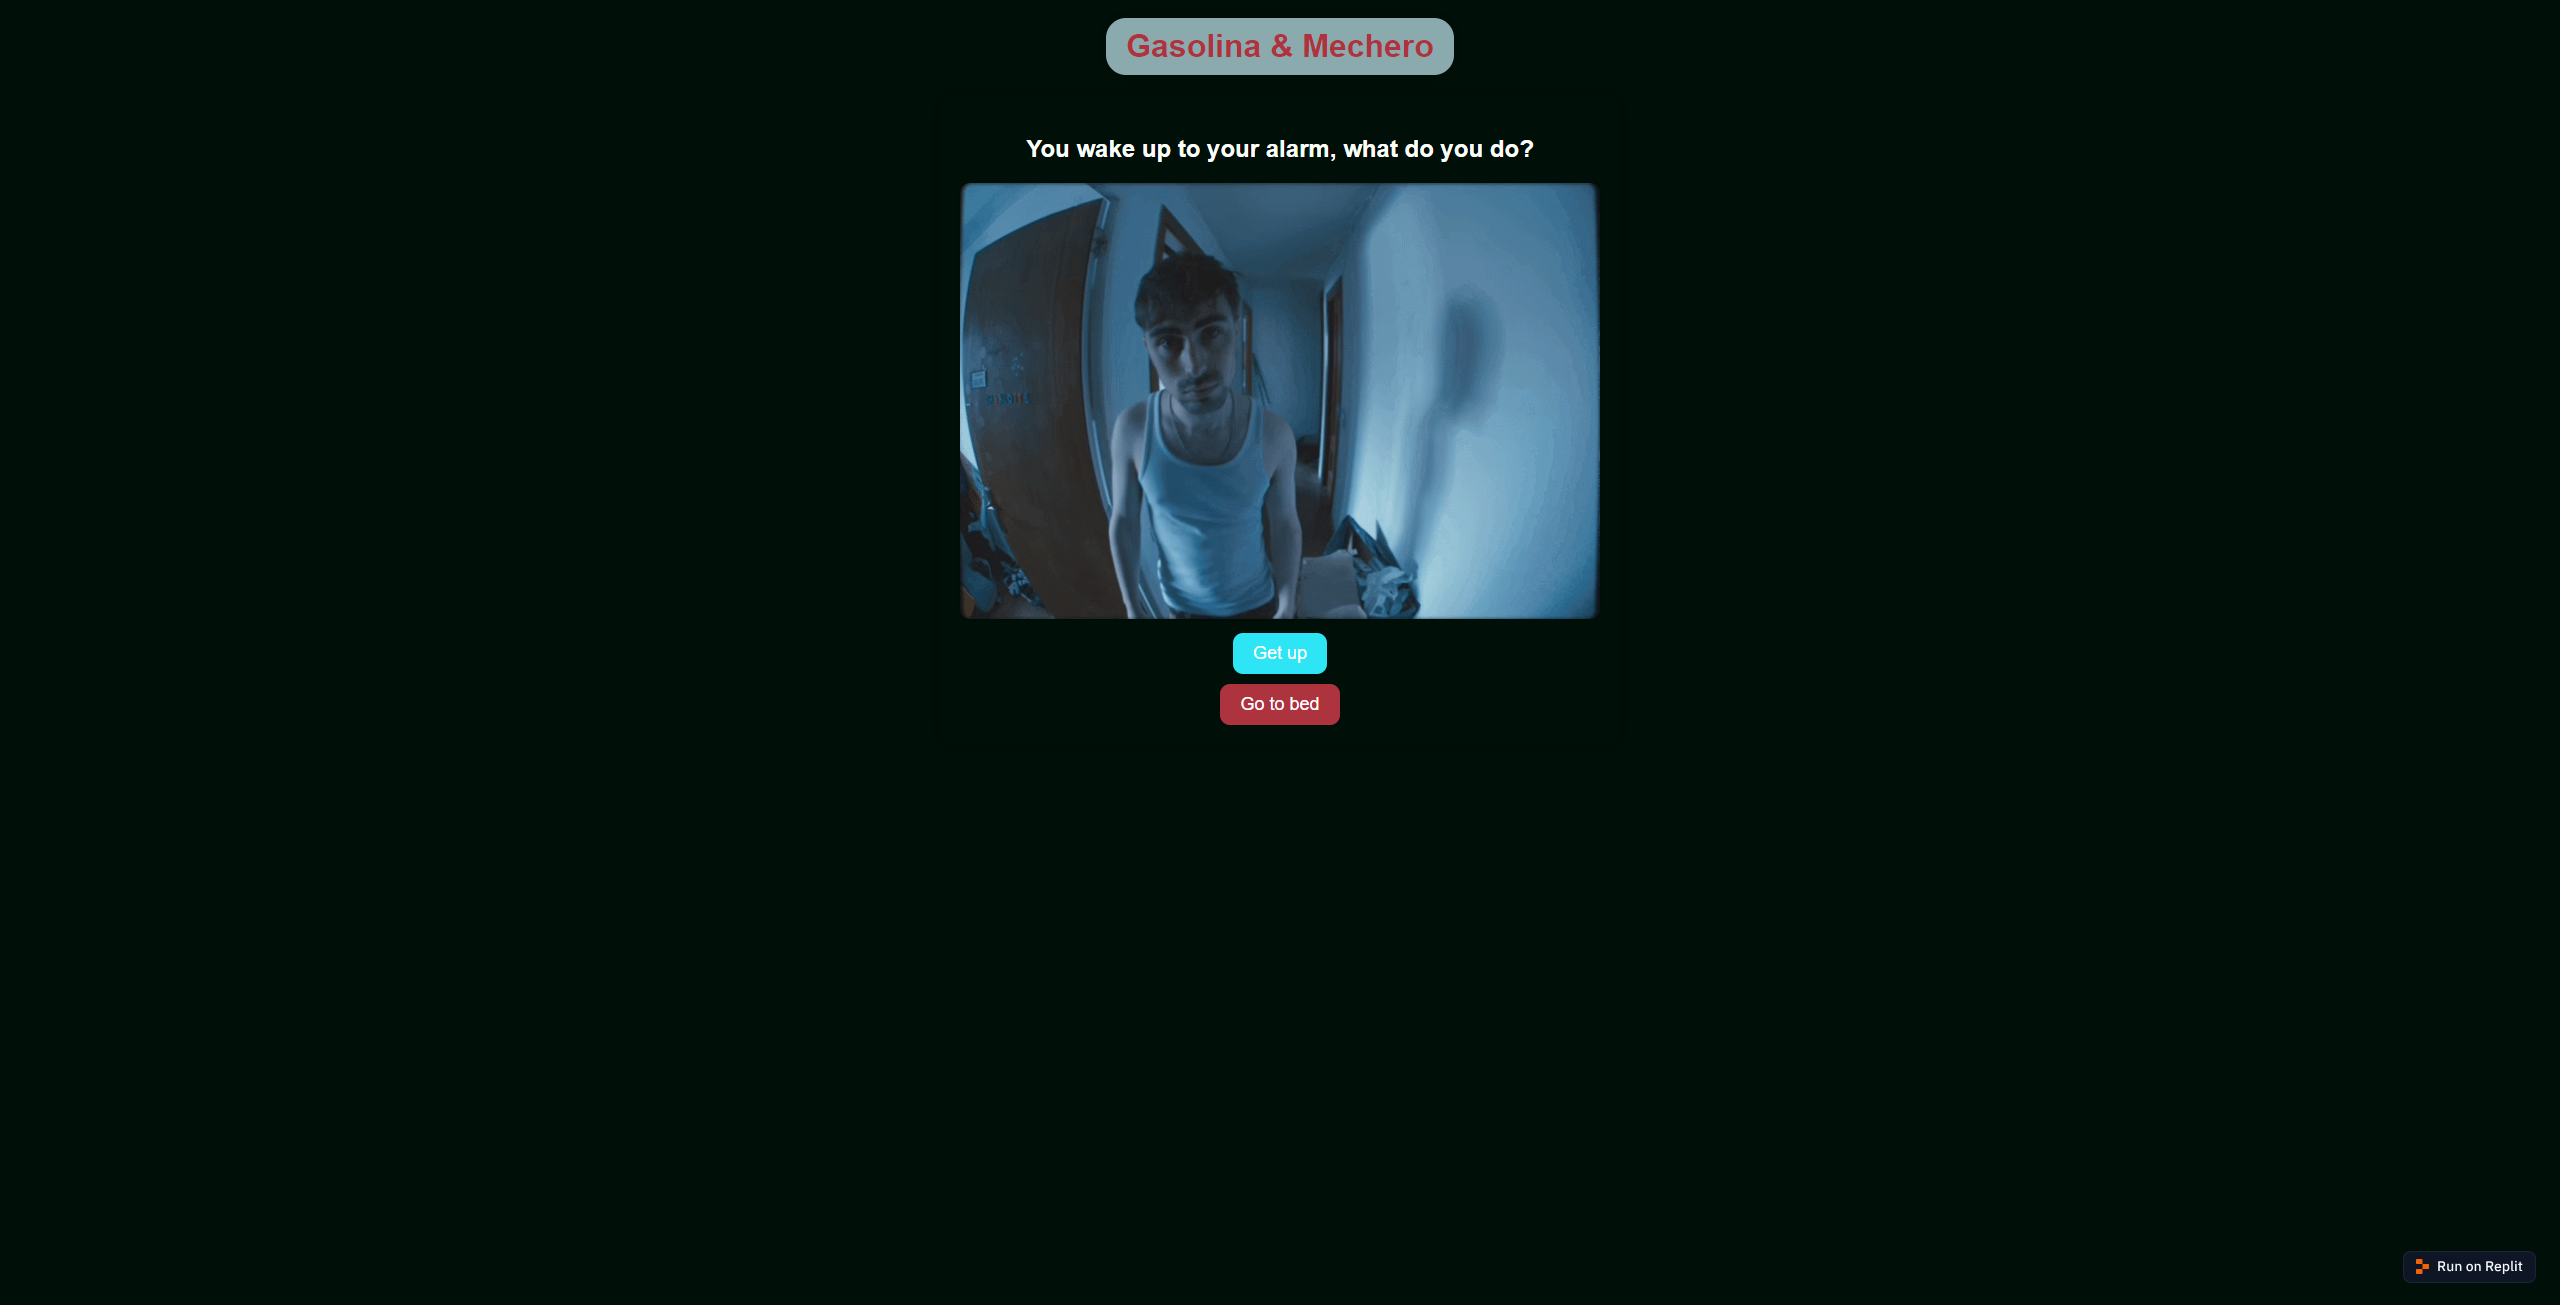 Gasolina & Mechero
You wake up to your alarm, what do you do?
Get up
Go to bed
Run on Replit